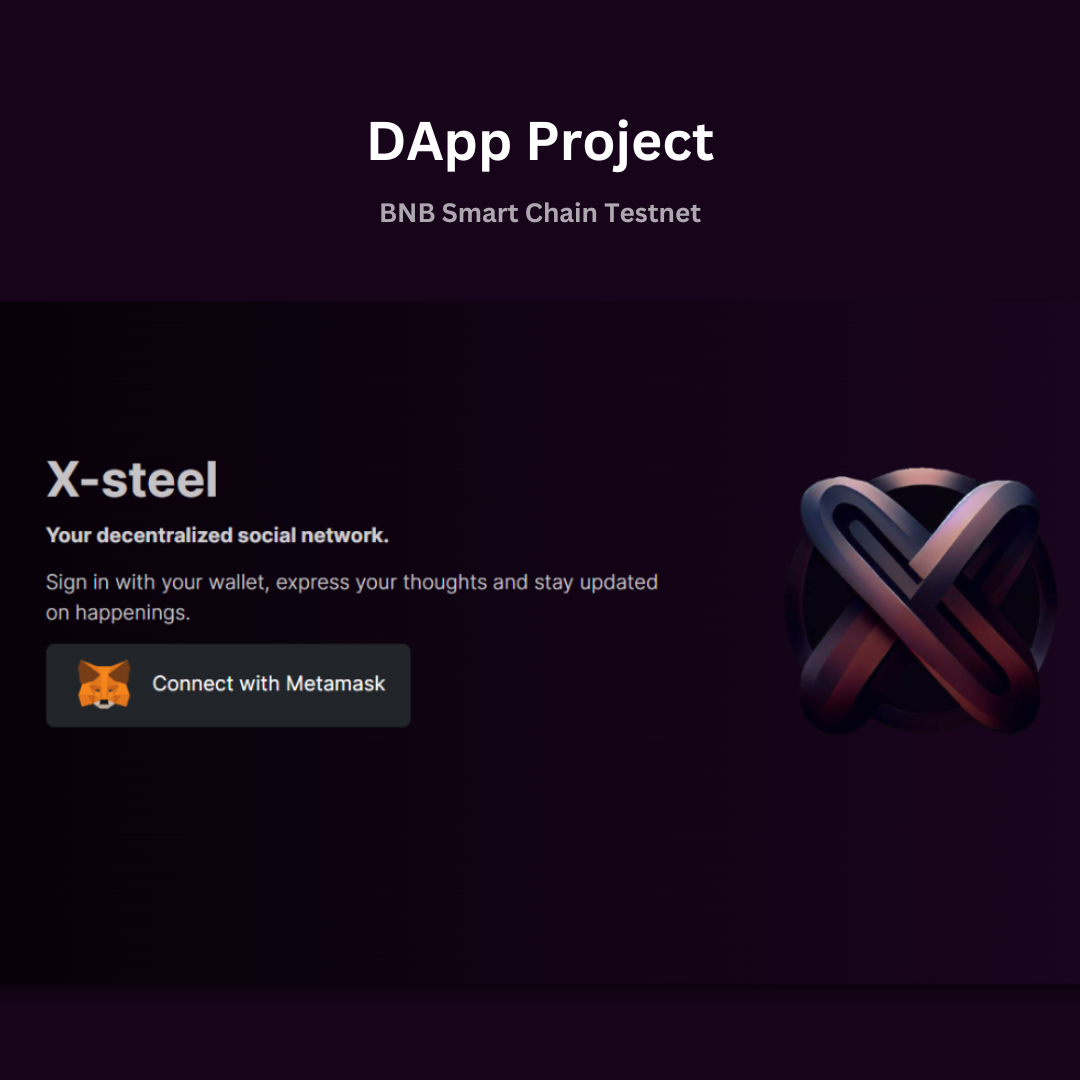 DApp Project
BNB Smart Chain Testnet
X-steel
Your decentralized social network.
Sign in with your wallet, express your thoughts and stay updated
on happenings.
Connect with Metamask